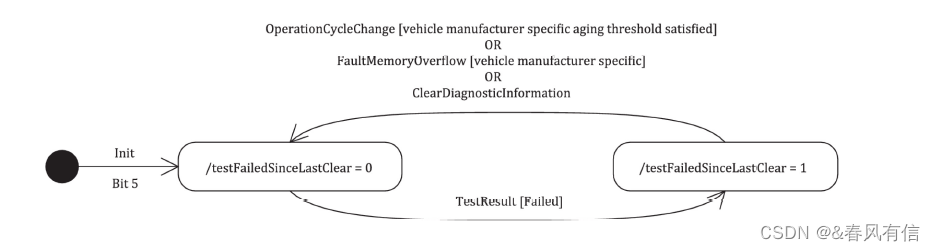 OperationCycleChange [vehicle manufacturer specific aging threshold satisfied]
OR
FaultMemoryOverflow [vehicle manufacturer specific]
OR
ClearDiagnosticInformation
Init
Bit 5
/testFailedSinceLastClear = 0
/testFailedSinceLastClear = 1
TestResult [Failed]
CSDN @&春风有信